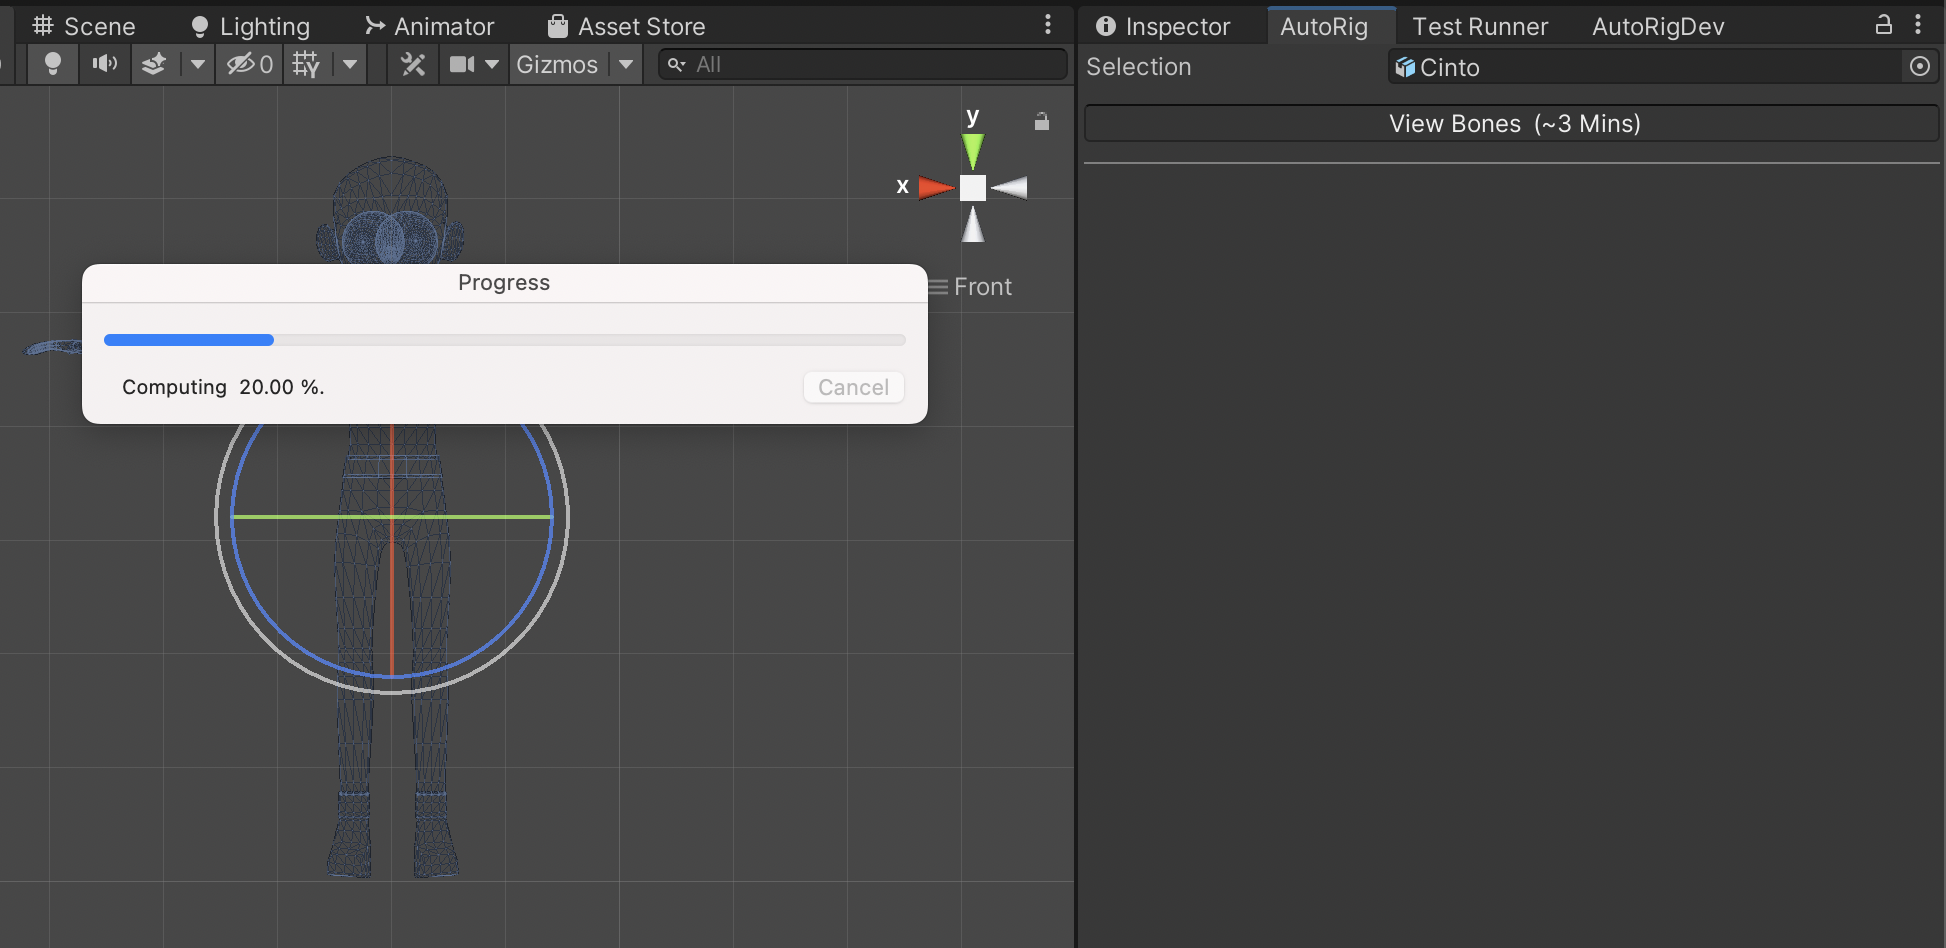 Scene Lighting Animator Asset Store
Inspector AutoRig Test Runner AutoRigDev
0 Gizmos All
Selection Cinto
View Bones (~3 Mins)
y
x
Front
Progress
Computing 20.00 %.
Cancel